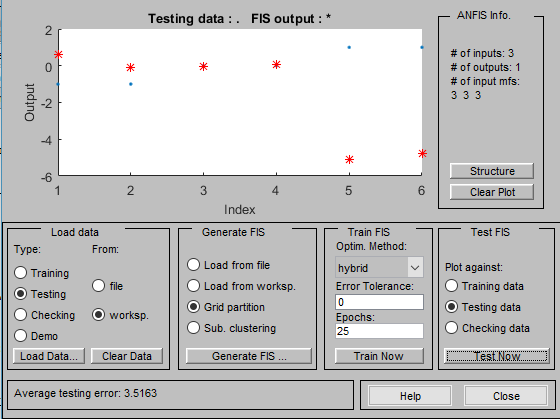 Testing data : . FIS output : *
Output
2
0
-2
-4
-6
1 2 3 4 5 6
Index
ANFIS Info.
# of inputs: 3
# of outputs: 1
# of input mfs:
3 3 3
Structure
Clear Plot
Load data
Type: From:
Training
Testing
Checking
Demo
file
worksp.
Load Data... Clear Data
Generate FIS
Load from file
Load from worksp.
Grid partition
Sub. clustering
Generate FIS ...
Train FIS
Optim. Method:
hybrid
Error Tolerance:
0
Epochs:
25
Train Now
Test FIS
Plot against:
Training data
Testing data
Checking data
Test Now
Average testing error: 3.5163
Help Close